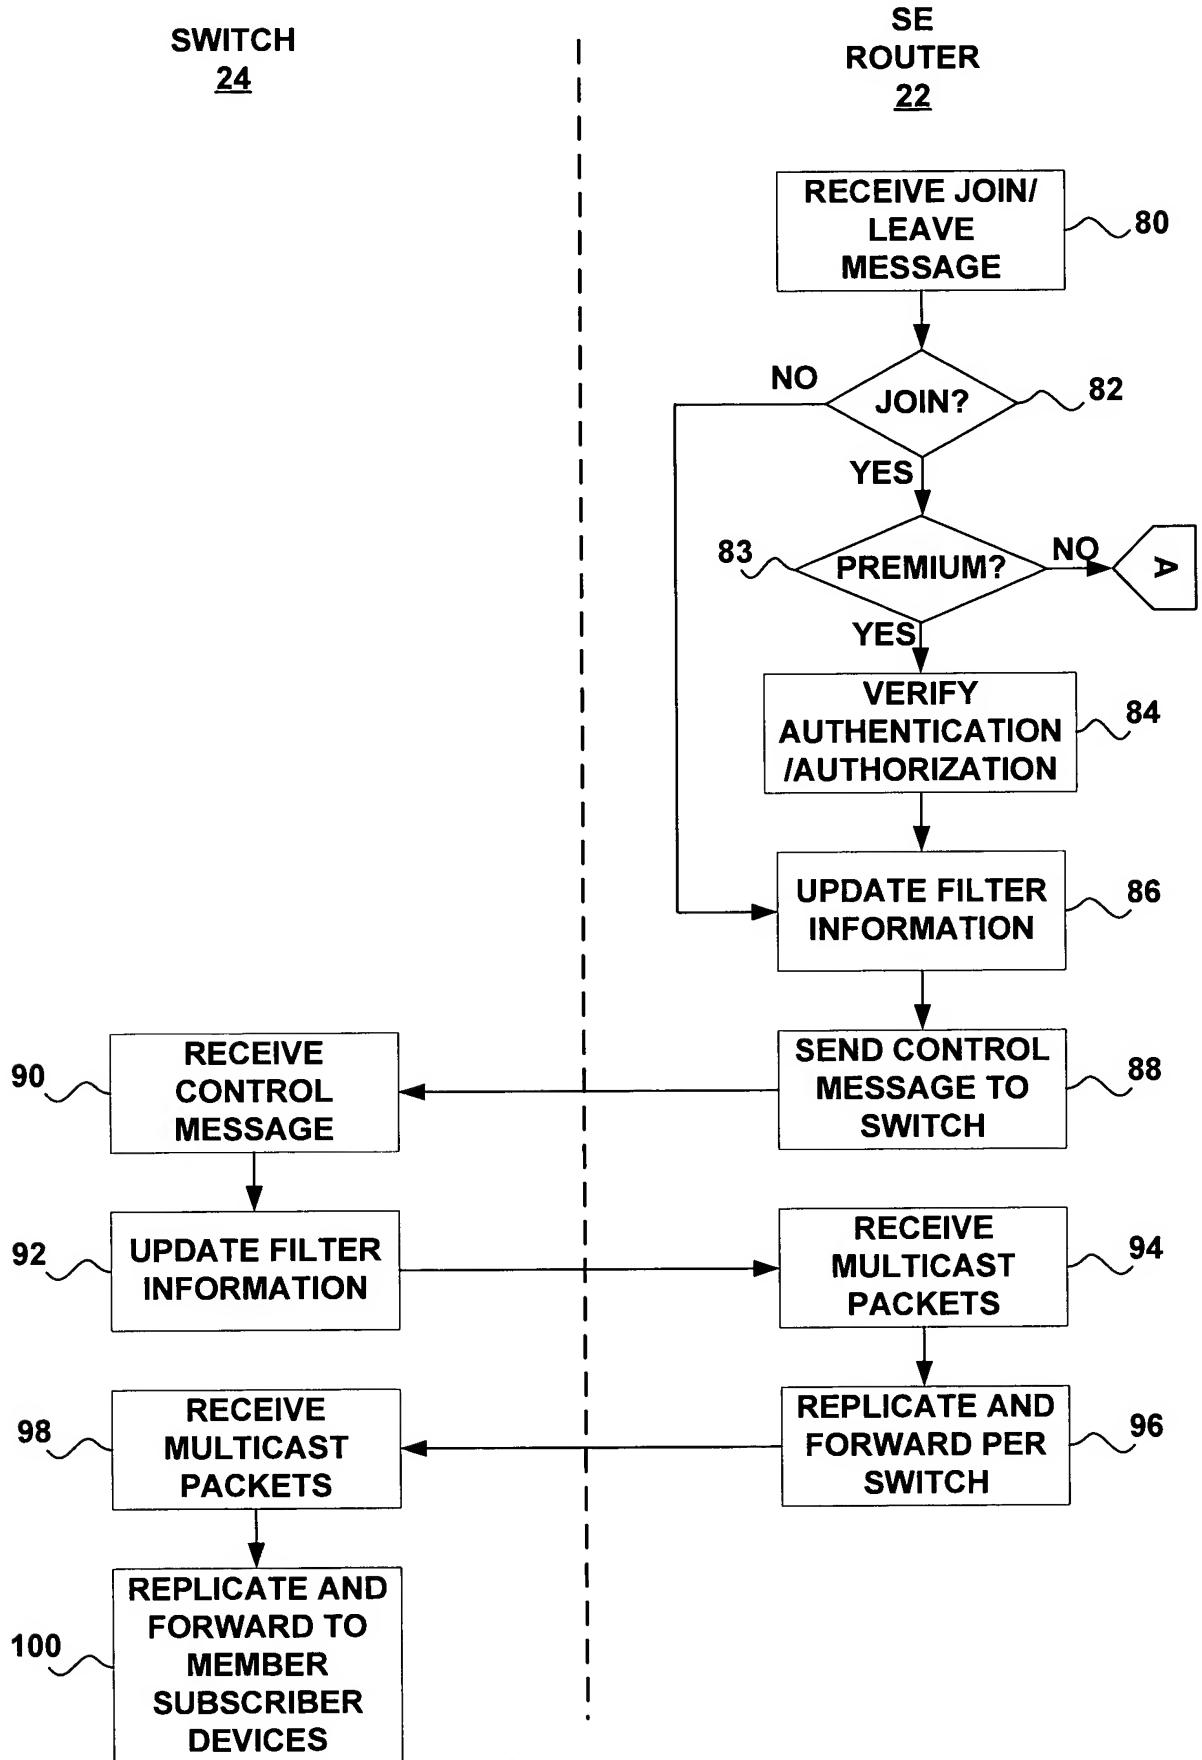 SWITCH
24
SE
ROUTER
22
RECEIVE JOIN/
LEAVE
MESSAGE
80
JOIN?
82
NO
YES
83
PREMIUM?
NO
A
YES
VERIFY
AUTHENTICATION
/AUTHORIZATION
84
UPDATE FILTER
INFORMATION
86
SEND CONTROL
MESSAGE TO
SWITCH
88
90
RECEIVE
CONTROL
MESSAGE
92
UPDATE FILTER
INFORMATION
RECEIVE
MULTICAST
PACKETS
94
REPLICATE AND
FORWARD PER
SWITCH
96
98
RECEIVE
MULTICAST
PACKETS
100
REPLICATE AND
FORWARD TO
MEMBER
SUBSCRIBER
DEVICES